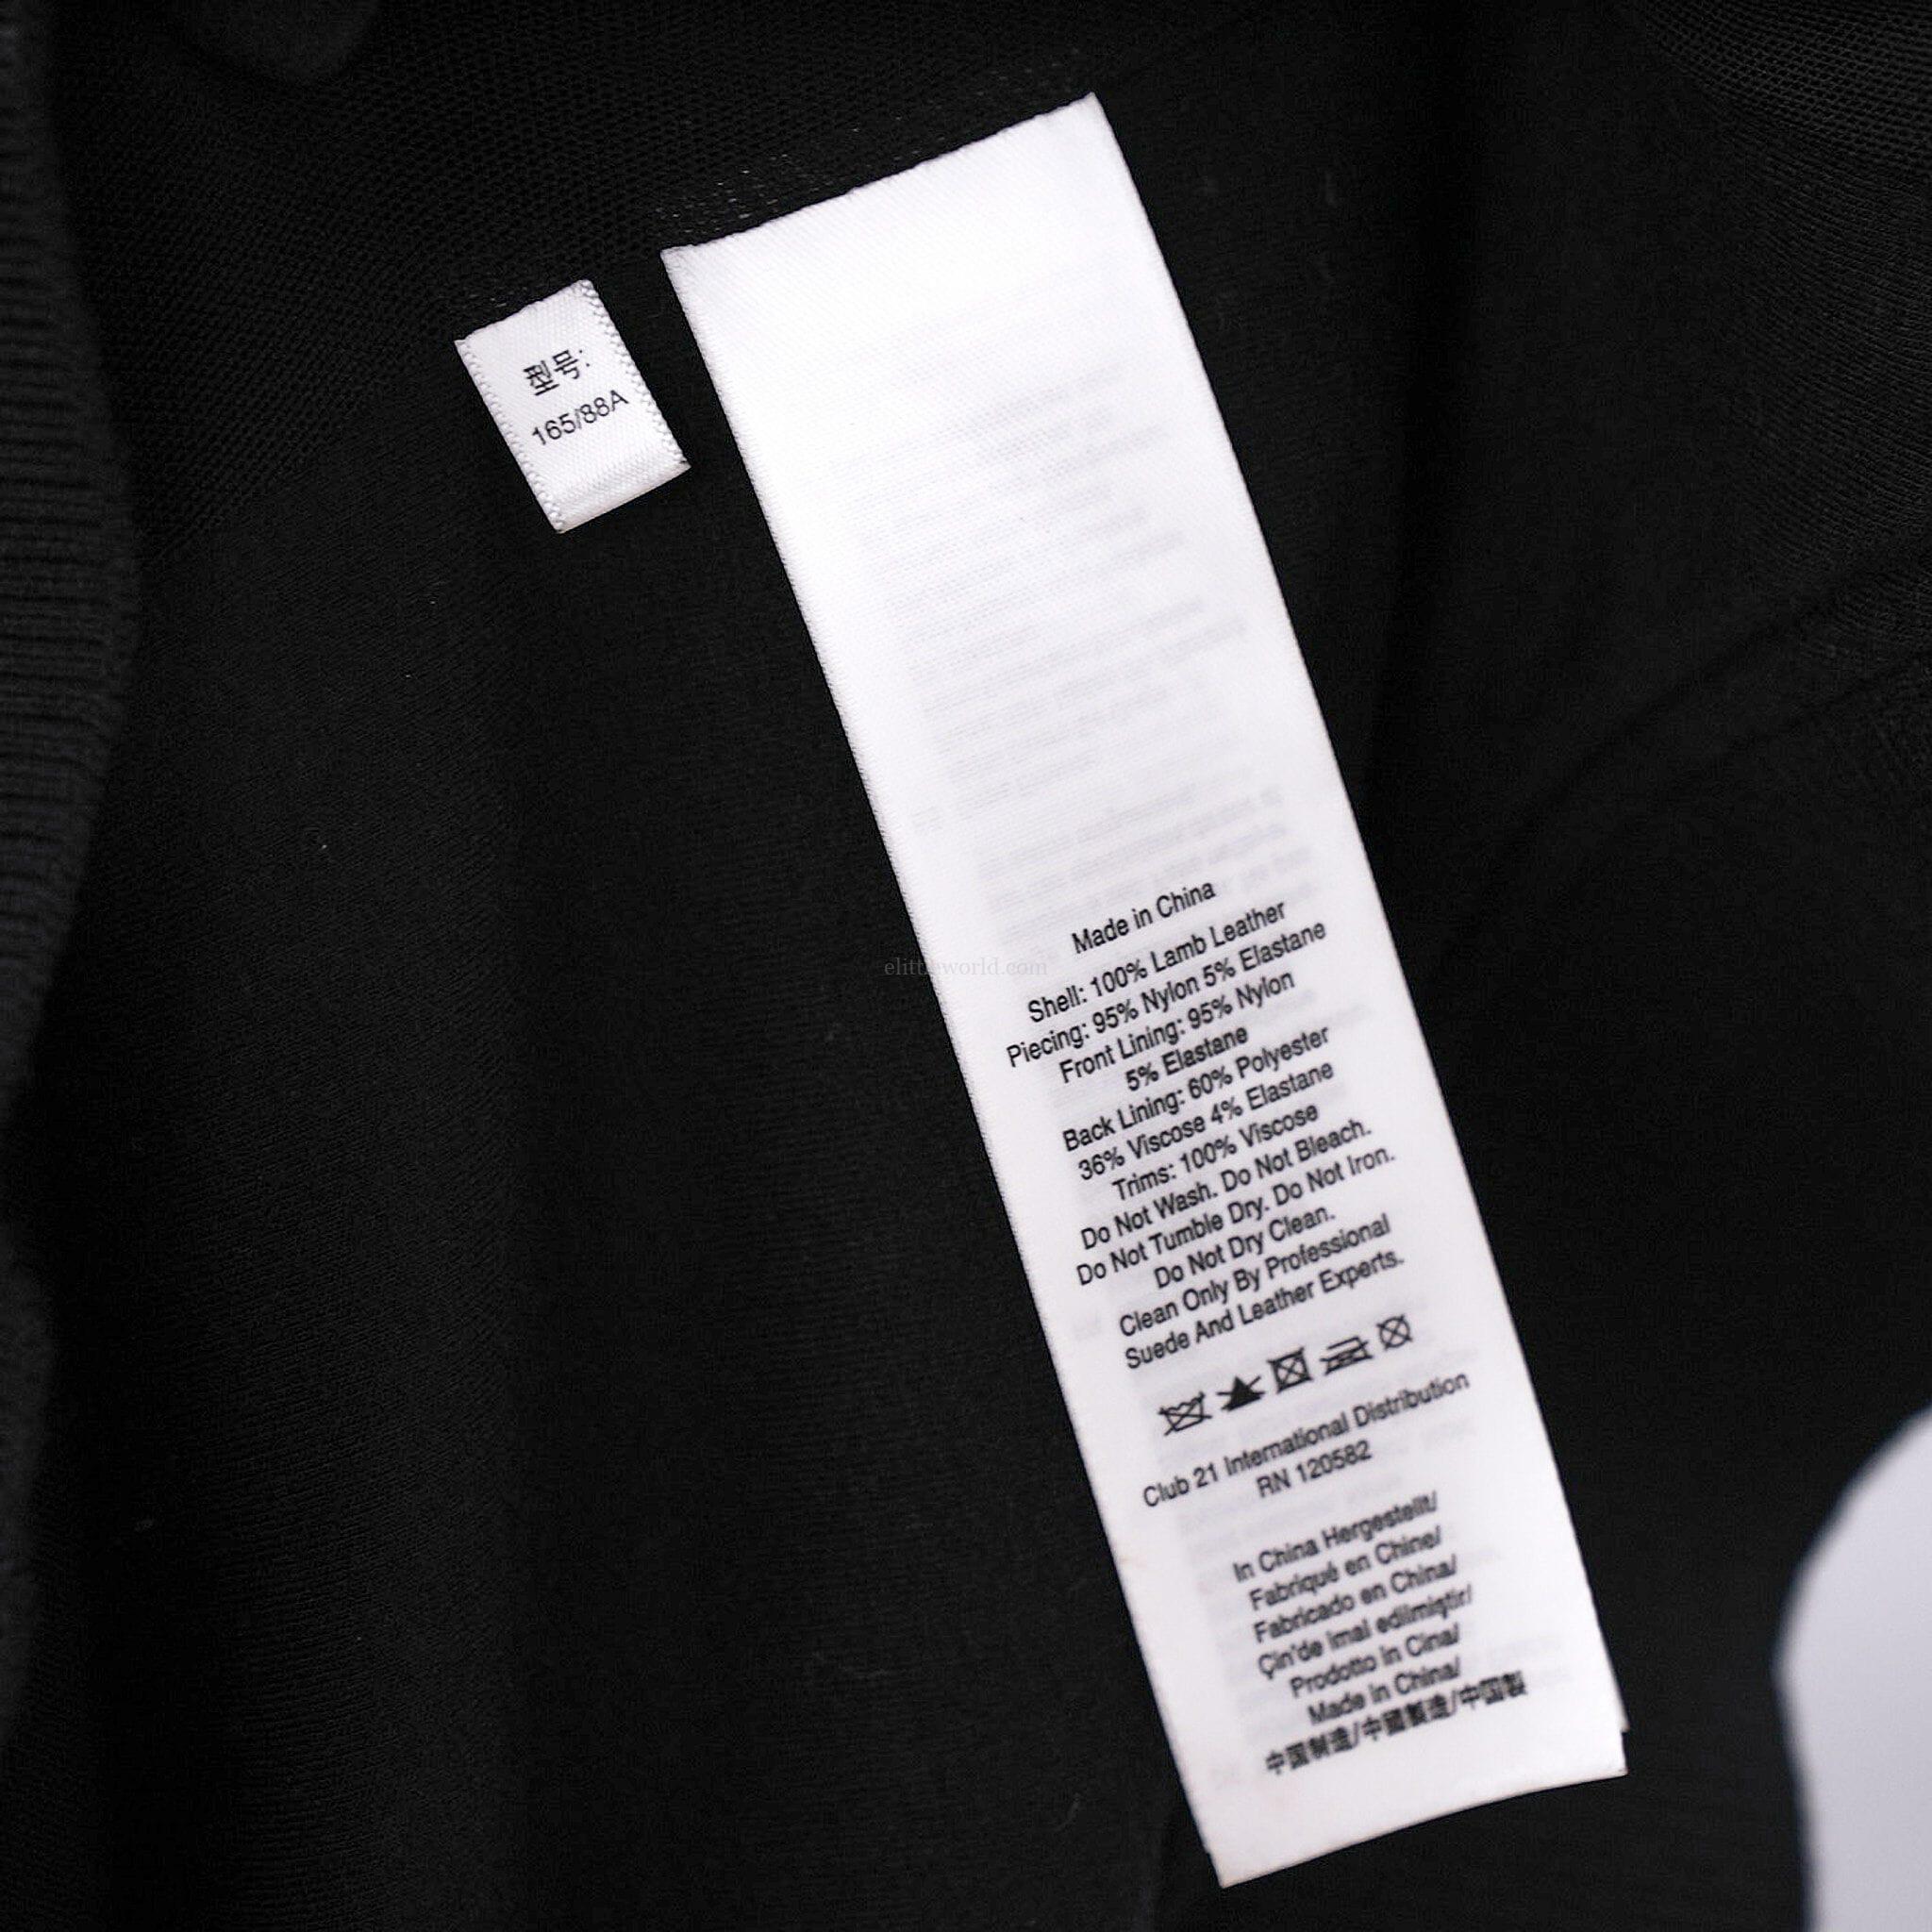 型号:
165/88A
Made in China
Shell: 100% Lamb Leather
Piecing: 95% Nylon 5% Elastane
Front Lining: 95% Nylon
5% Elastane
Back Lining: 60% Polyester
36% Viscose 4% Elastane
Trims: 100% Viscose
Do Not Wash. Do Not Bleach.
Do Not Tumble Dry. Do Not Iron.
Do Not Dry Clean.
Clean Only By Professional
Suede And Leather Experts.
Club 21 International Distribution
RN 120582
In China Hergestellt/
Fabriqué en Chine/
Fabricado en China/
Çin'de imal edilmiştir/
Prodotto in Cina/
Made in China/
中国制造/中國製造/中国製
elittleworld.com